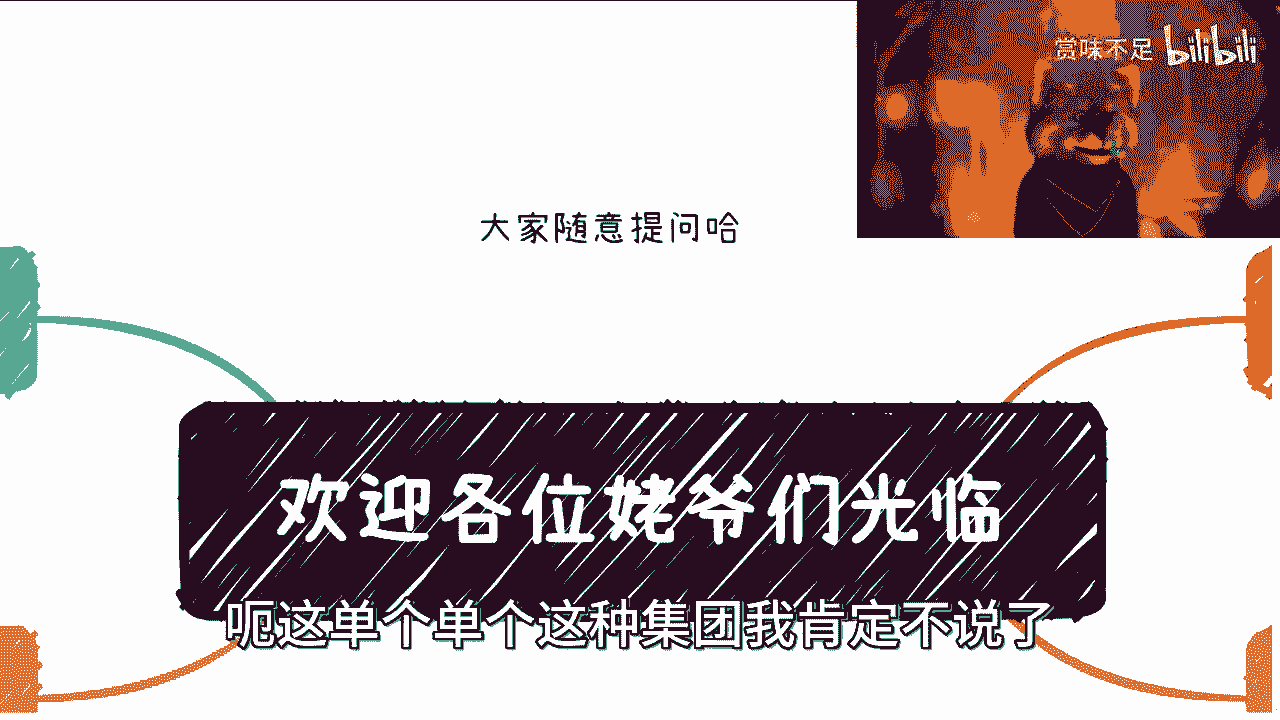 赏味不足 bilibili
大家随意提问哈
欢迎各位姥爷们光临
呃这单个单个这种集团我肯定不说了